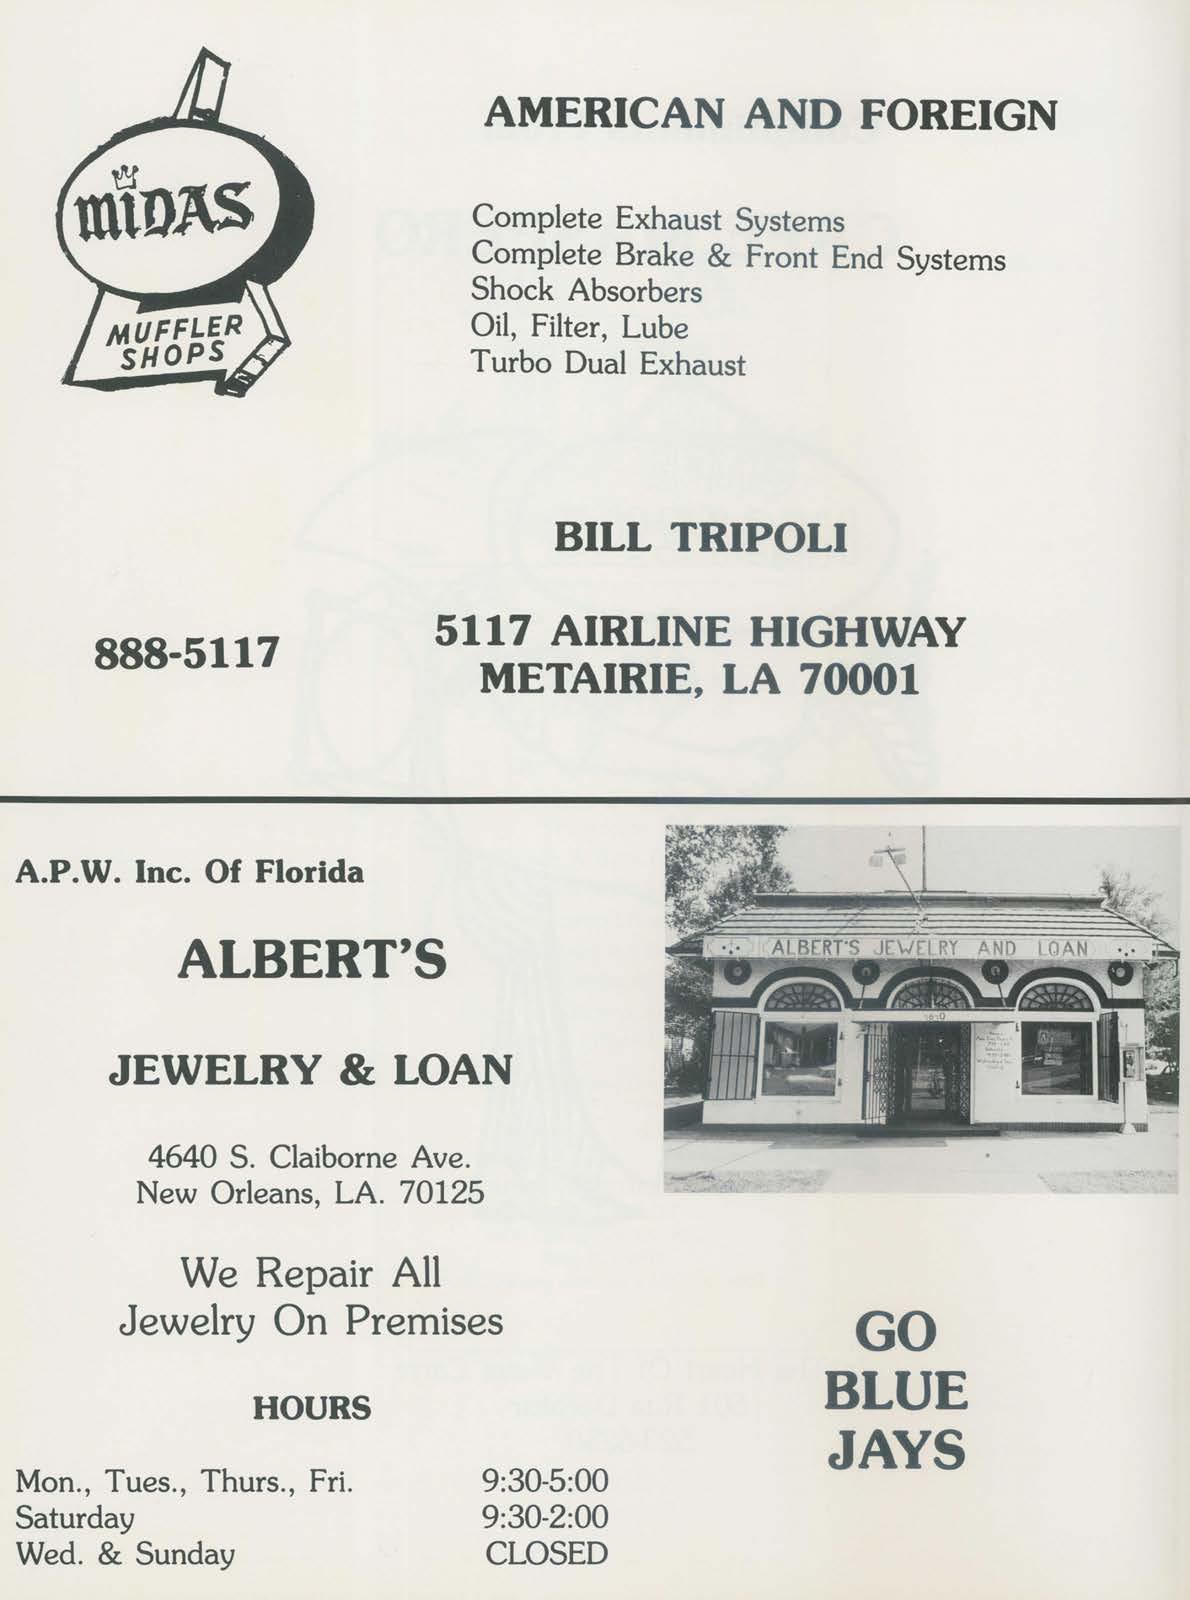 MIDAS
MUFFLER
SHOPS
AMERICAN AND FOREIGN
Complete Exhaust Systems
Complete Brake & Front End Systems
Shock Absorbers
Oil, Filter, Lube
Turbo Dual Exhaust
BILL TRIPOLI
888-5117
5117 AIRLINE HIGHWAY
METAIRIE, LA 70001
A.P.W. Inc. Of Florida
ALBERT'S
JEWELRY & LOAN
4640 S. Claiborne Ave.
New Orleans, LA. 70125
We Repair All
Jewelry On Premises
HOURS
Mon., Tues., Thurs., Fri. 9:30-5:00
Saturday 9:30-2:00
Wed. & Sunday CLOSED
ALBERT'S JEWELRY AND LOAN
GO
BLUE
JAYS